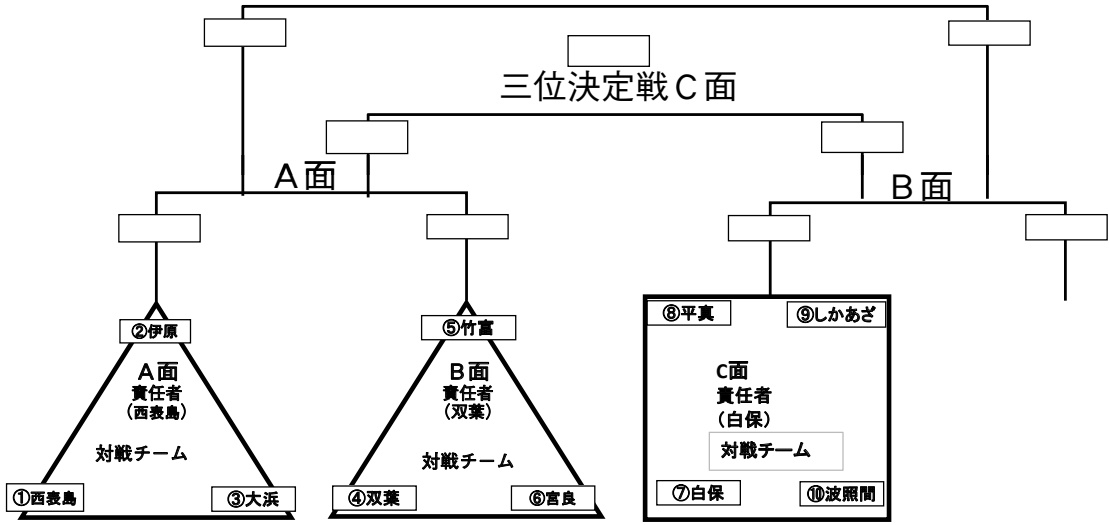 三位決定戦C面
A面
B面
②伊原
A面
責任者
(西表島)
対戦チーム
①西表島
③大浜
⑤竹富
B面
責任者
(双葉)
対戦チーム
④双葉
⑥宮良
⑧平真
⑨しかあざ
C面
責任者
(白保)
対戦チーム
⑦白保
⑩波照間